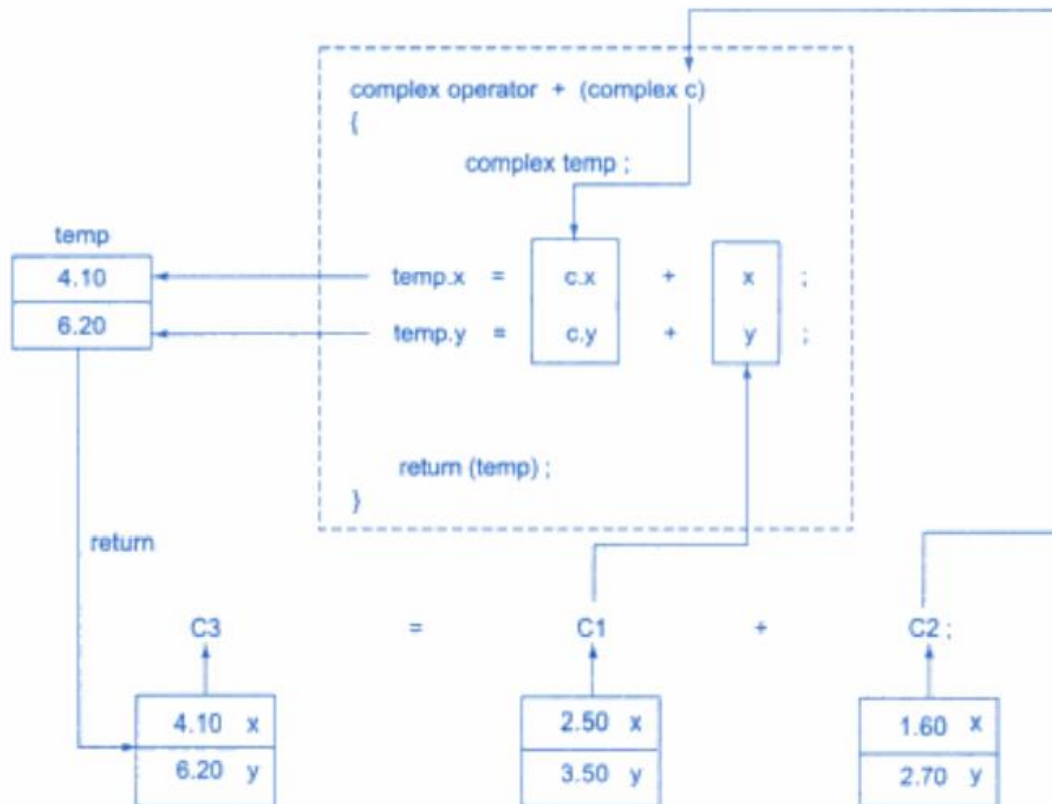 complex operator + (complex c)
{
complex temp ;
temp
4.10
6.20
temp.x = c.x + x ;
temp.y = c.y + y ;
return (temp) ;
}
return
C3 = C1 + C2 ;
4.10 x
6.20 y
2.50 x
3.50 y
1.60 x
2.70 y